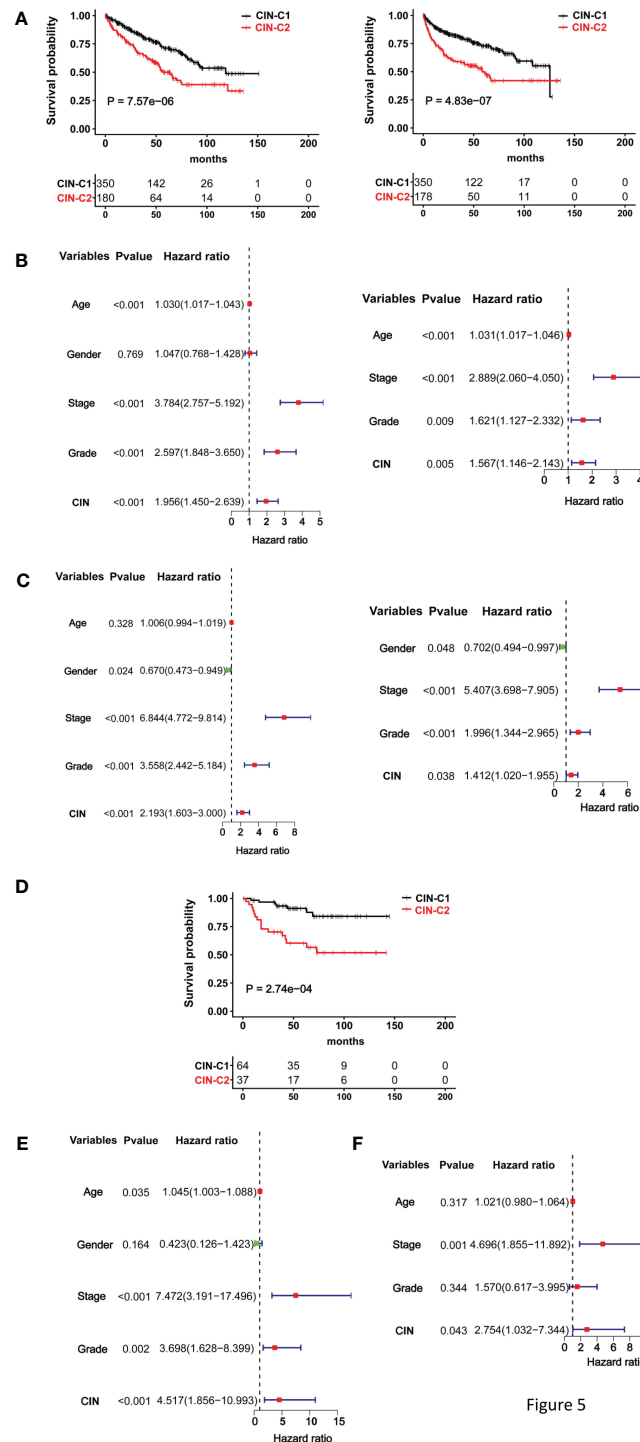 A
Survival probability
1.00
0.75
0.50
0.25
0.00
CIN-C1
CIN-C2
P = 7.57e-06
0 50 100 150 200
months
CIN-C1 350 142 26 1 0
CIN-C2 180 64 14 0 0
0 50 100 150 200
Survival probability
1.00
0.75
0.50
0.25
0.00
CIN-C1
CIN-C2
P = 4.83e-07
0 50 100 150 200
months
CIN-C1 350 122 17 0 0
CIN-C2 178 50 11 0 0
0 50 100 150 200
B
Variables Pvalue Hazard ratio
Age <0.001 1.030(1.017-1.043)
Gender 0.769 1.047(0.768-1.428)
Stage <0.001 3.784(2.757-5.192)
Grade <0.001 2.597(1.848-3.650)
CIN <0.001 1.956(1.450-2.639)
0 1 2 3 4 5
Hazard ratio
Variables Pvalue Hazard ratio
Age <0.001 1.031(1.017-1.046)
Stage <0.001 2.889(2.060-4.050)
Grade 0.009 1.621(1.127-2.332)
CIN 0.005 1.567(1.146-2.143)
0 1 2 3 4
Hazard ratio
C
Variables Pvalue Hazard ratio
Age 0.328 1.006(0.994-1.019)
Gender 0.024 0.670(0.473-0.949)
Stage <0.001 6.844(4.772-9.814)
Grade <0.001 3.558(2.442-5.184)
CIN <0.001 2.193(1.603-3.000)
0 2 4 6 8
Hazard ratio
Variables Pvalue Hazard ratio
Gender 0.048 0.702(0.494-0.997)
Stage <0.001 5.407(3.698-7.905)
Grade <0.001 1.996(1.344-2.965)
CIN 0.038 1.412(1.020-1.955)
0 2 4 6
Hazard ratio
D
Survival probability
1.00
0.75
0.50
0.25
0.00
CIN-C1
CIN-C2
P = 2.74e-04
0 50 100 150 200
months
CIN-C1 64 35 9 0 0
CIN-C2 37 17 6 0 0
0 50 100 150 200
E
Variables Pvalue Hazard ratio
Age 0.035 1.045(1.003-1.088)
Gender 0.164 0.423(0.126-1.423)
Stage <0.001 7.472(3.191-17.496)
Grade 0.002 3.698(1.628-8.399)
CIN <0.001 4.517(1.856-10.993)
0 5 10 15
Hazard ratio
F
Variables Pvalue Hazard ratio
Age 0.317 1.021(0.980-1.064)
Stage 0.001 4.696(1.855-11.892)
Grade 0.344 1.570(0.617-3.995)
CIN 0.043 2.754(1.032-7.344)
0 2 4 6 8
Hazard ratio
Figure 5